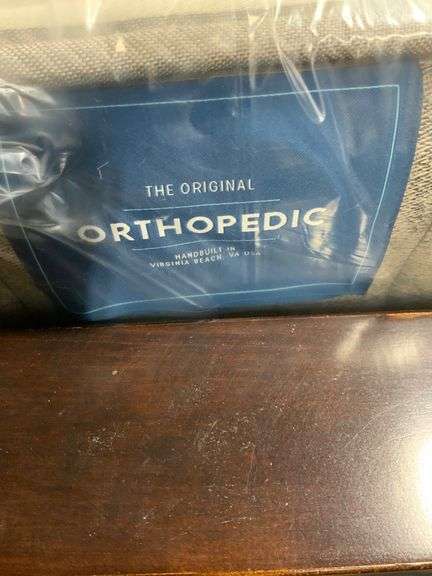 THE ORIGINAL
ORTHOPEDIC
HANDBUILT IN
VIRGINIA BEACH, VA USA